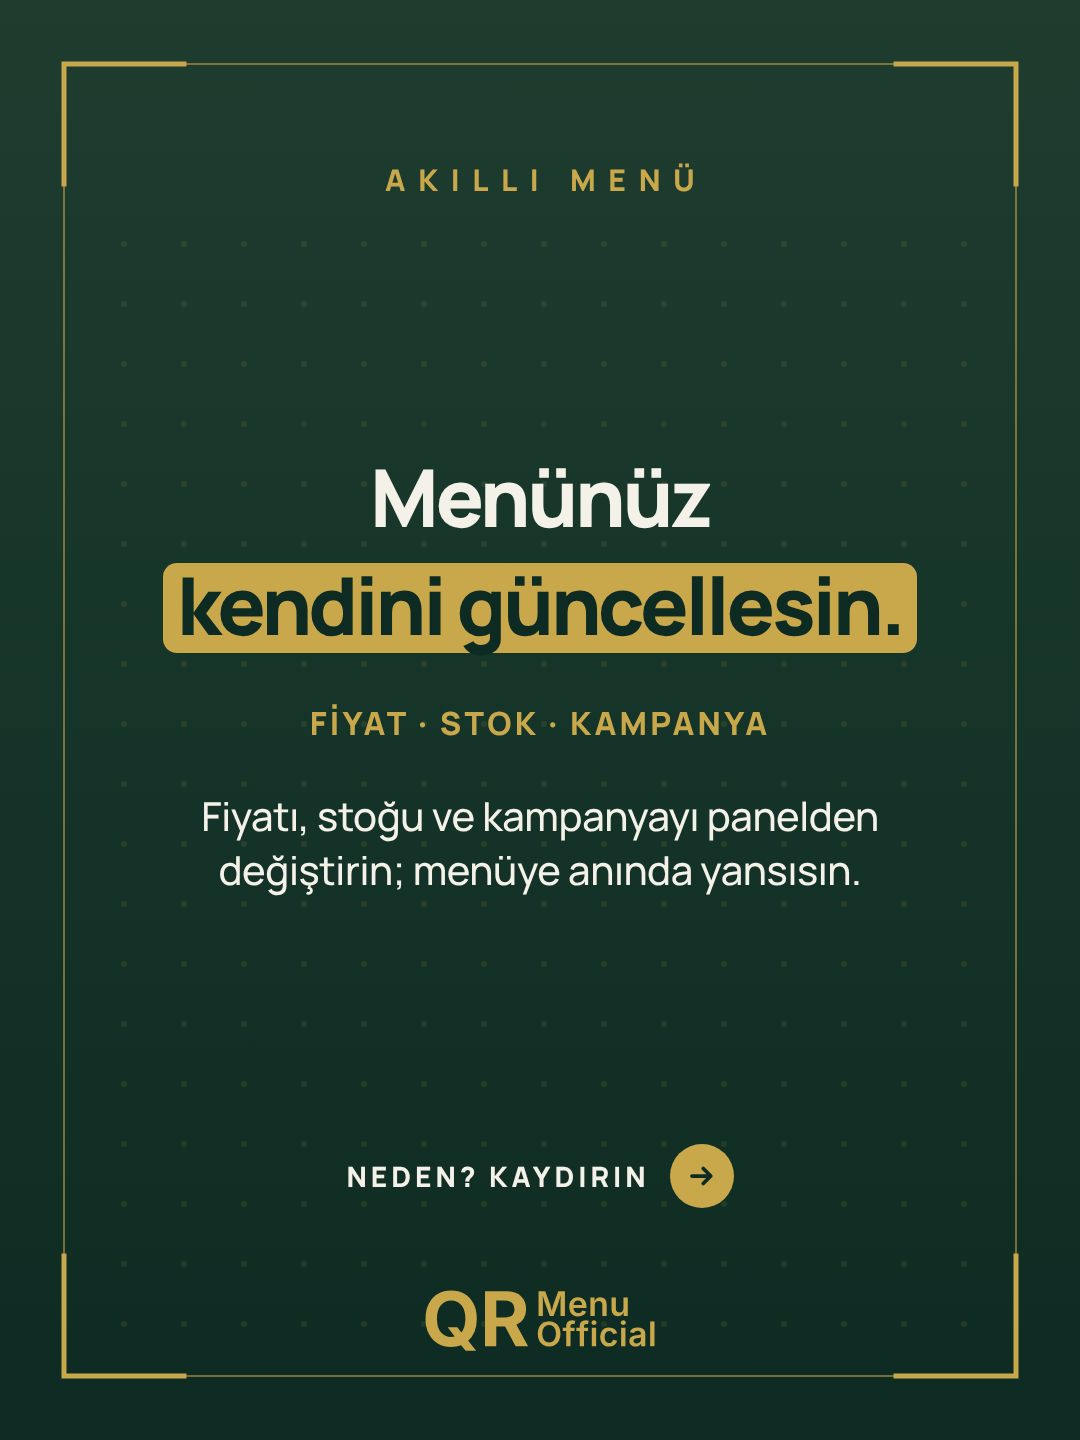 AKILLI MENÜ
Menünüz
kendini güncellesin.
FİYAT · STOK · KAMPANYA
Fiyatı, stoğu ve kampanyayı panelden
değiştirin; menüye anında yansısın.
NEDEN? KAYDIRIN
QR Menu
Official